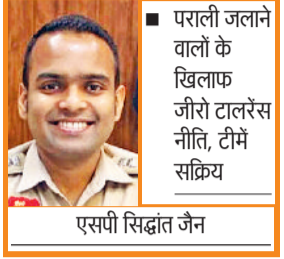 ■ पराली जलाने
वालों के
खिलाफ
जीरो टालरेंस
नीति, टीमें
सक्रिय
एसपी सिद्धांत जैन